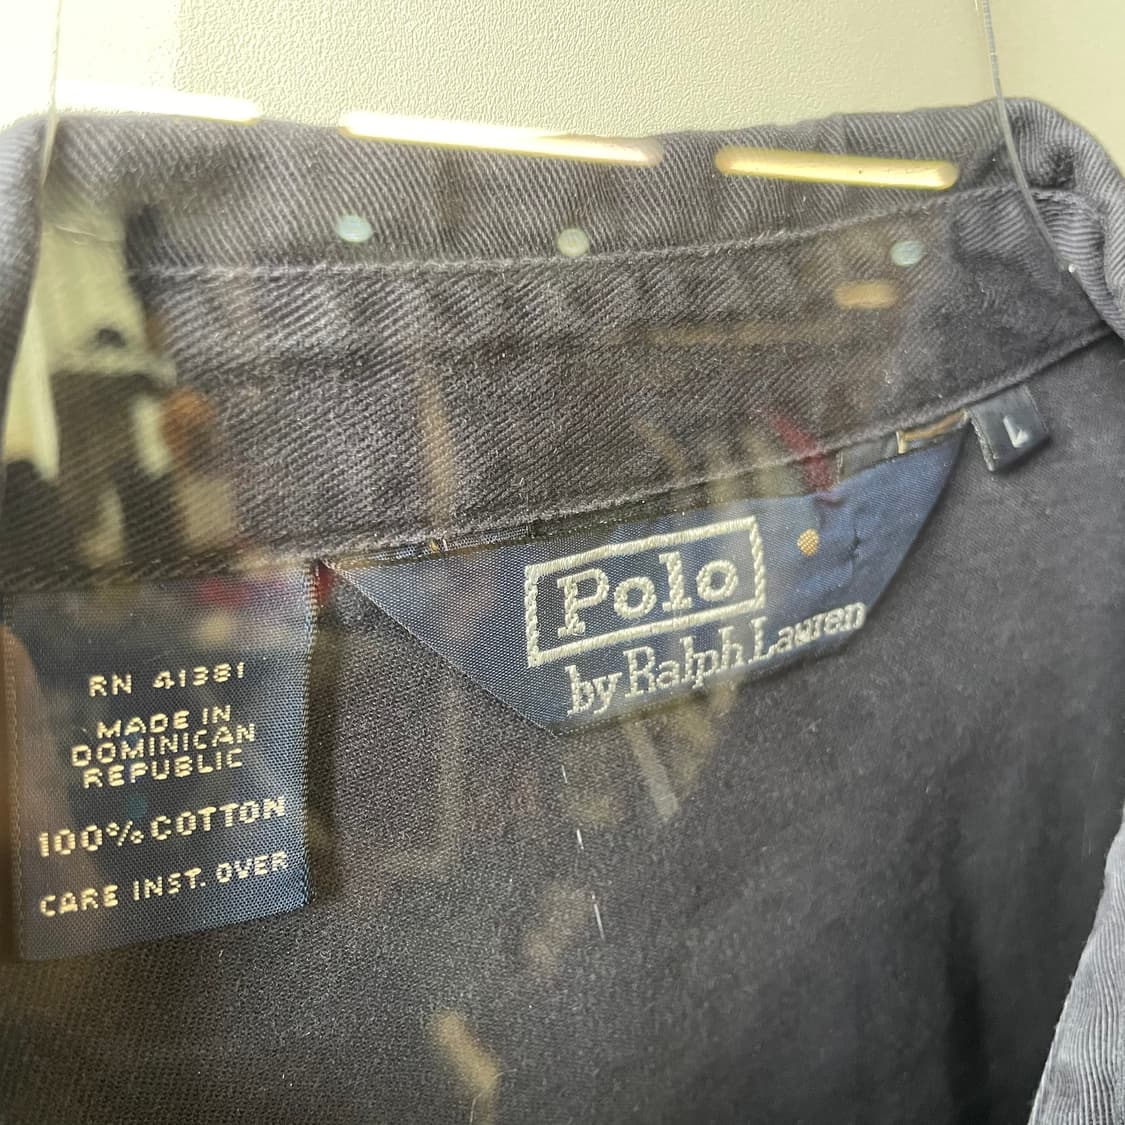 Polo
by Ralph Lauren
L
RN 41381
MADE IN
DOMINICAN
REPUBLIC
100% COTTON
CARE INST. OVER